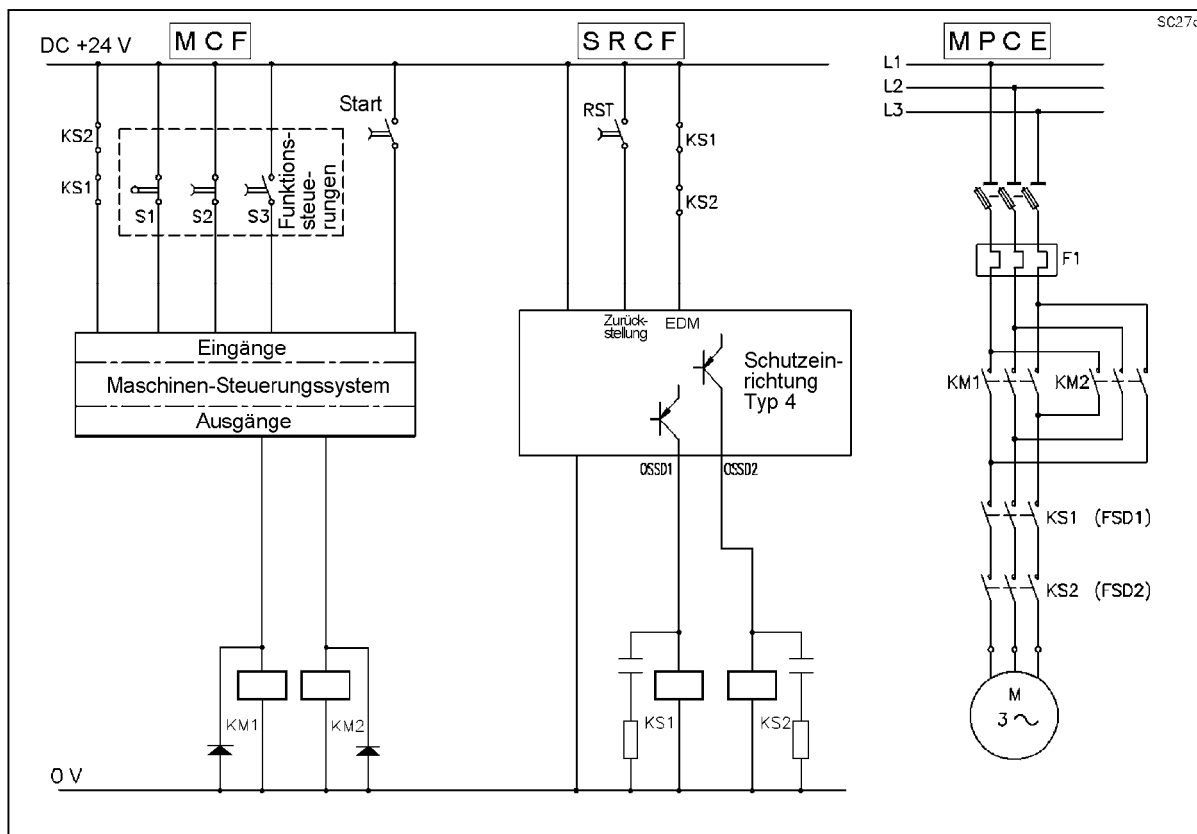 SC27c
DC +24 V
M C F
S R C F
M P C E
L1
L2
L3
Start
RST
KS2
KS1
KS1
KS2
S1
S2
S3
Funktions-
steue-
rungen
F1
Eingänge
Maschinen-Steuerungssystem
Ausgänge
Zurück-
stellung
EDM
Schutzein-
richtung
Typ 4
OSSD1
OSSD2
KM1
KM2
KS1 (FSD1)
KS2 (FSD2)
KM1
KM2
KS1
KS2
M
3 ~
0 V